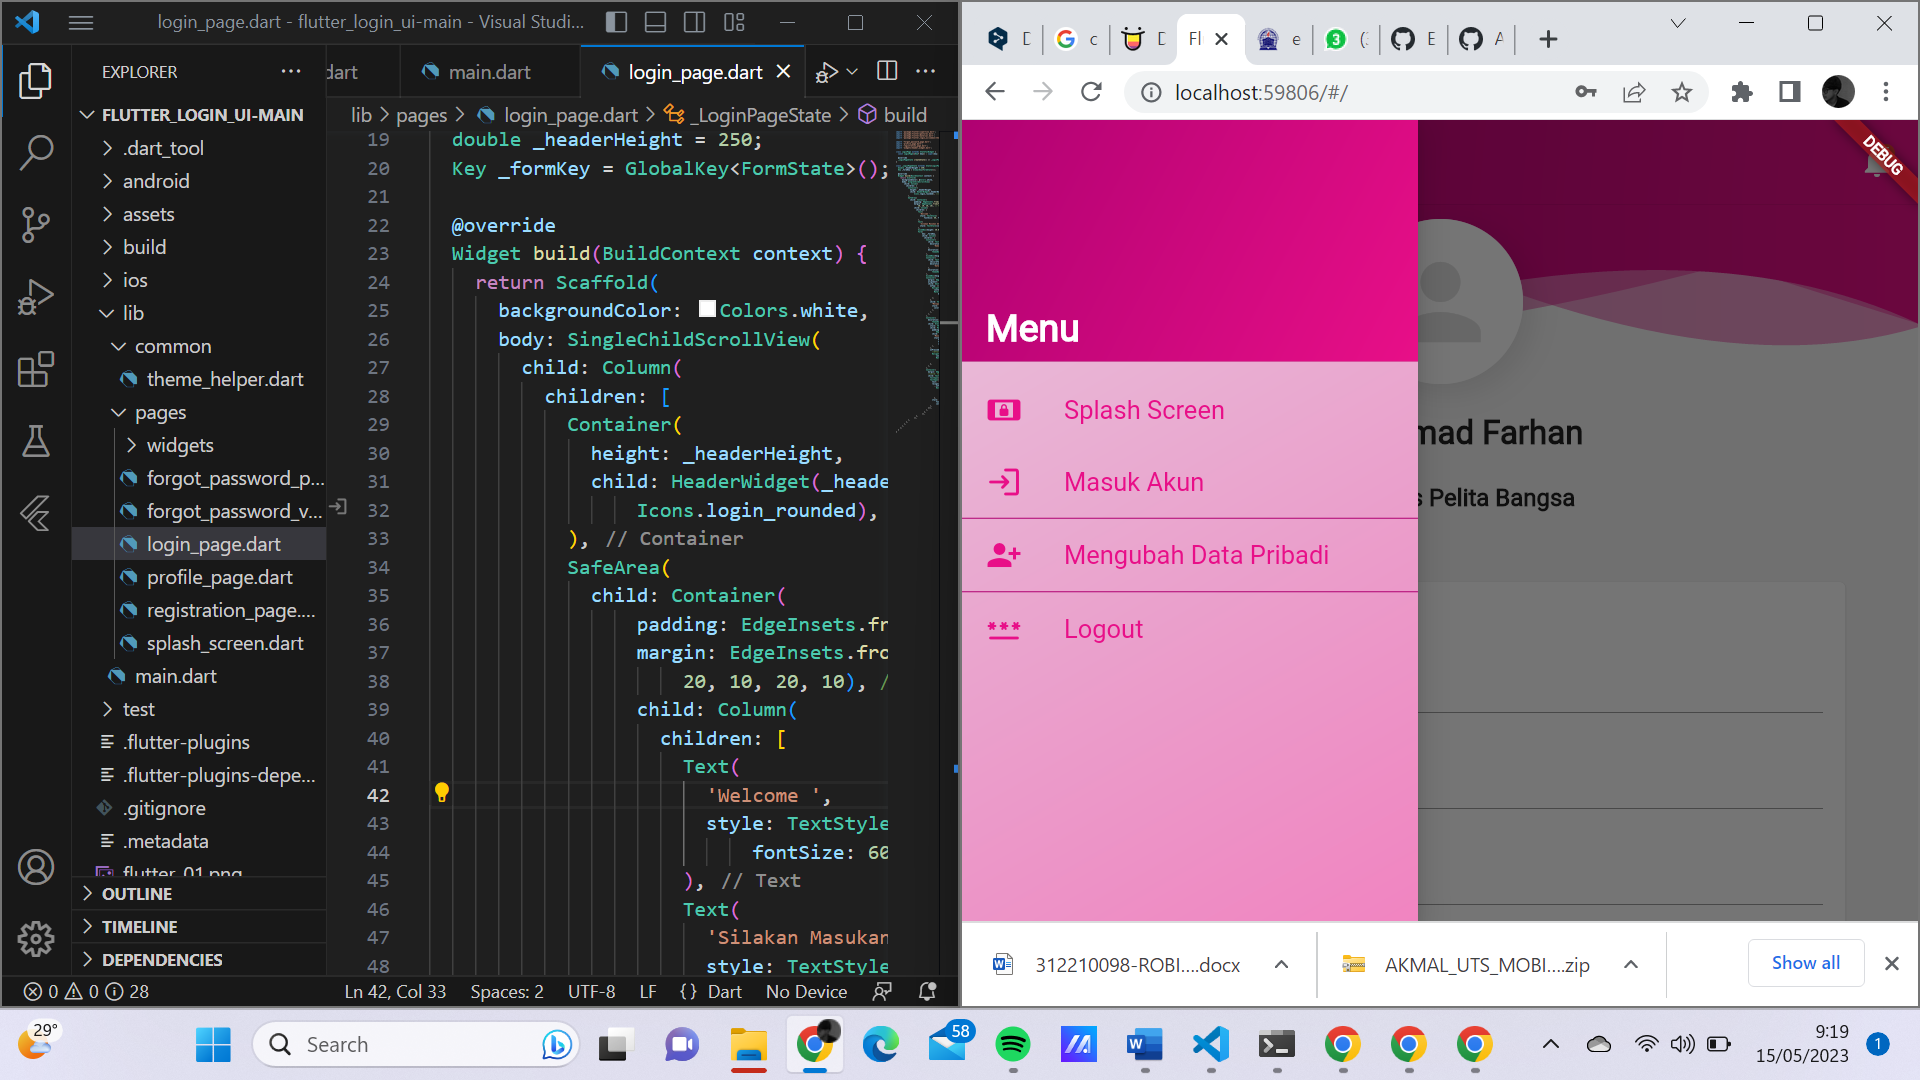 login_page.dart - flutter_login_ui-main - Visual Studi...
EXPLORER
dart
main.dart
login_page.dart
lib > pages > login_page.dart > _LoginPageState > build
FLUTTER_LOGIN_UI-MAIN
.dart_tool
android
assets
build
ios
lib
common
theme_helper.dart
pages
widgets
forgot_password_p...
forgot_password_v...
login_page.dart
profile_page.dart
registration_page....
splash_screen.dart
main.dart
test
.flutter-plugins
.flutter-plugins-depe...
.gitignore
.metadata
flutter_01.png
OUTLINE
TIMELINE
DEPENDENCIES
19 double _headerHeight = 250;
20 Key _formKey = GlobalKey<FormState>();
21
22 @override
23 Widget build(BuildContext context) {
24 return Scaffold(
25 backgroundColor: Colors.white,
26 body: SingleChildScrollView(
27 child: Column(
28 children: [
29 Container(
30 height: _headerHeight,
31 child: HeaderWidget(_heade
32 Icons.login_rounded),
33 ), // Container
34 SafeArea(
35 child: Container(
36 padding: EdgeInsets.fr
37 margin: EdgeInsets.fro
38 20, 10, 20, 10), /
39 child: Column(
40 children: [
41 Text(
42 'Welcome ',
43 style: TextStyle
44 fontSize: 60
45 ), // Text
46 Text(
47 'Silakan Masukan
48 style: TextStyle
0 0 28
Ln 42, Col 33
Spaces: 2
UTF-8
LF
{} Dart
No Device
D
c
D
Fl
e
3
(
E
A
localhost:59806/#/
DEBUG
Menu
Splash Screen
Masuk Akun
Mengubah Data Pribadi
Logout
mad Farhan
s Pelita Bangsa
312210098-ROBI....docx
AKMAL_UTS_MOBI....zip
Show all
29°
Search
58
9:19
15/05/2023
1